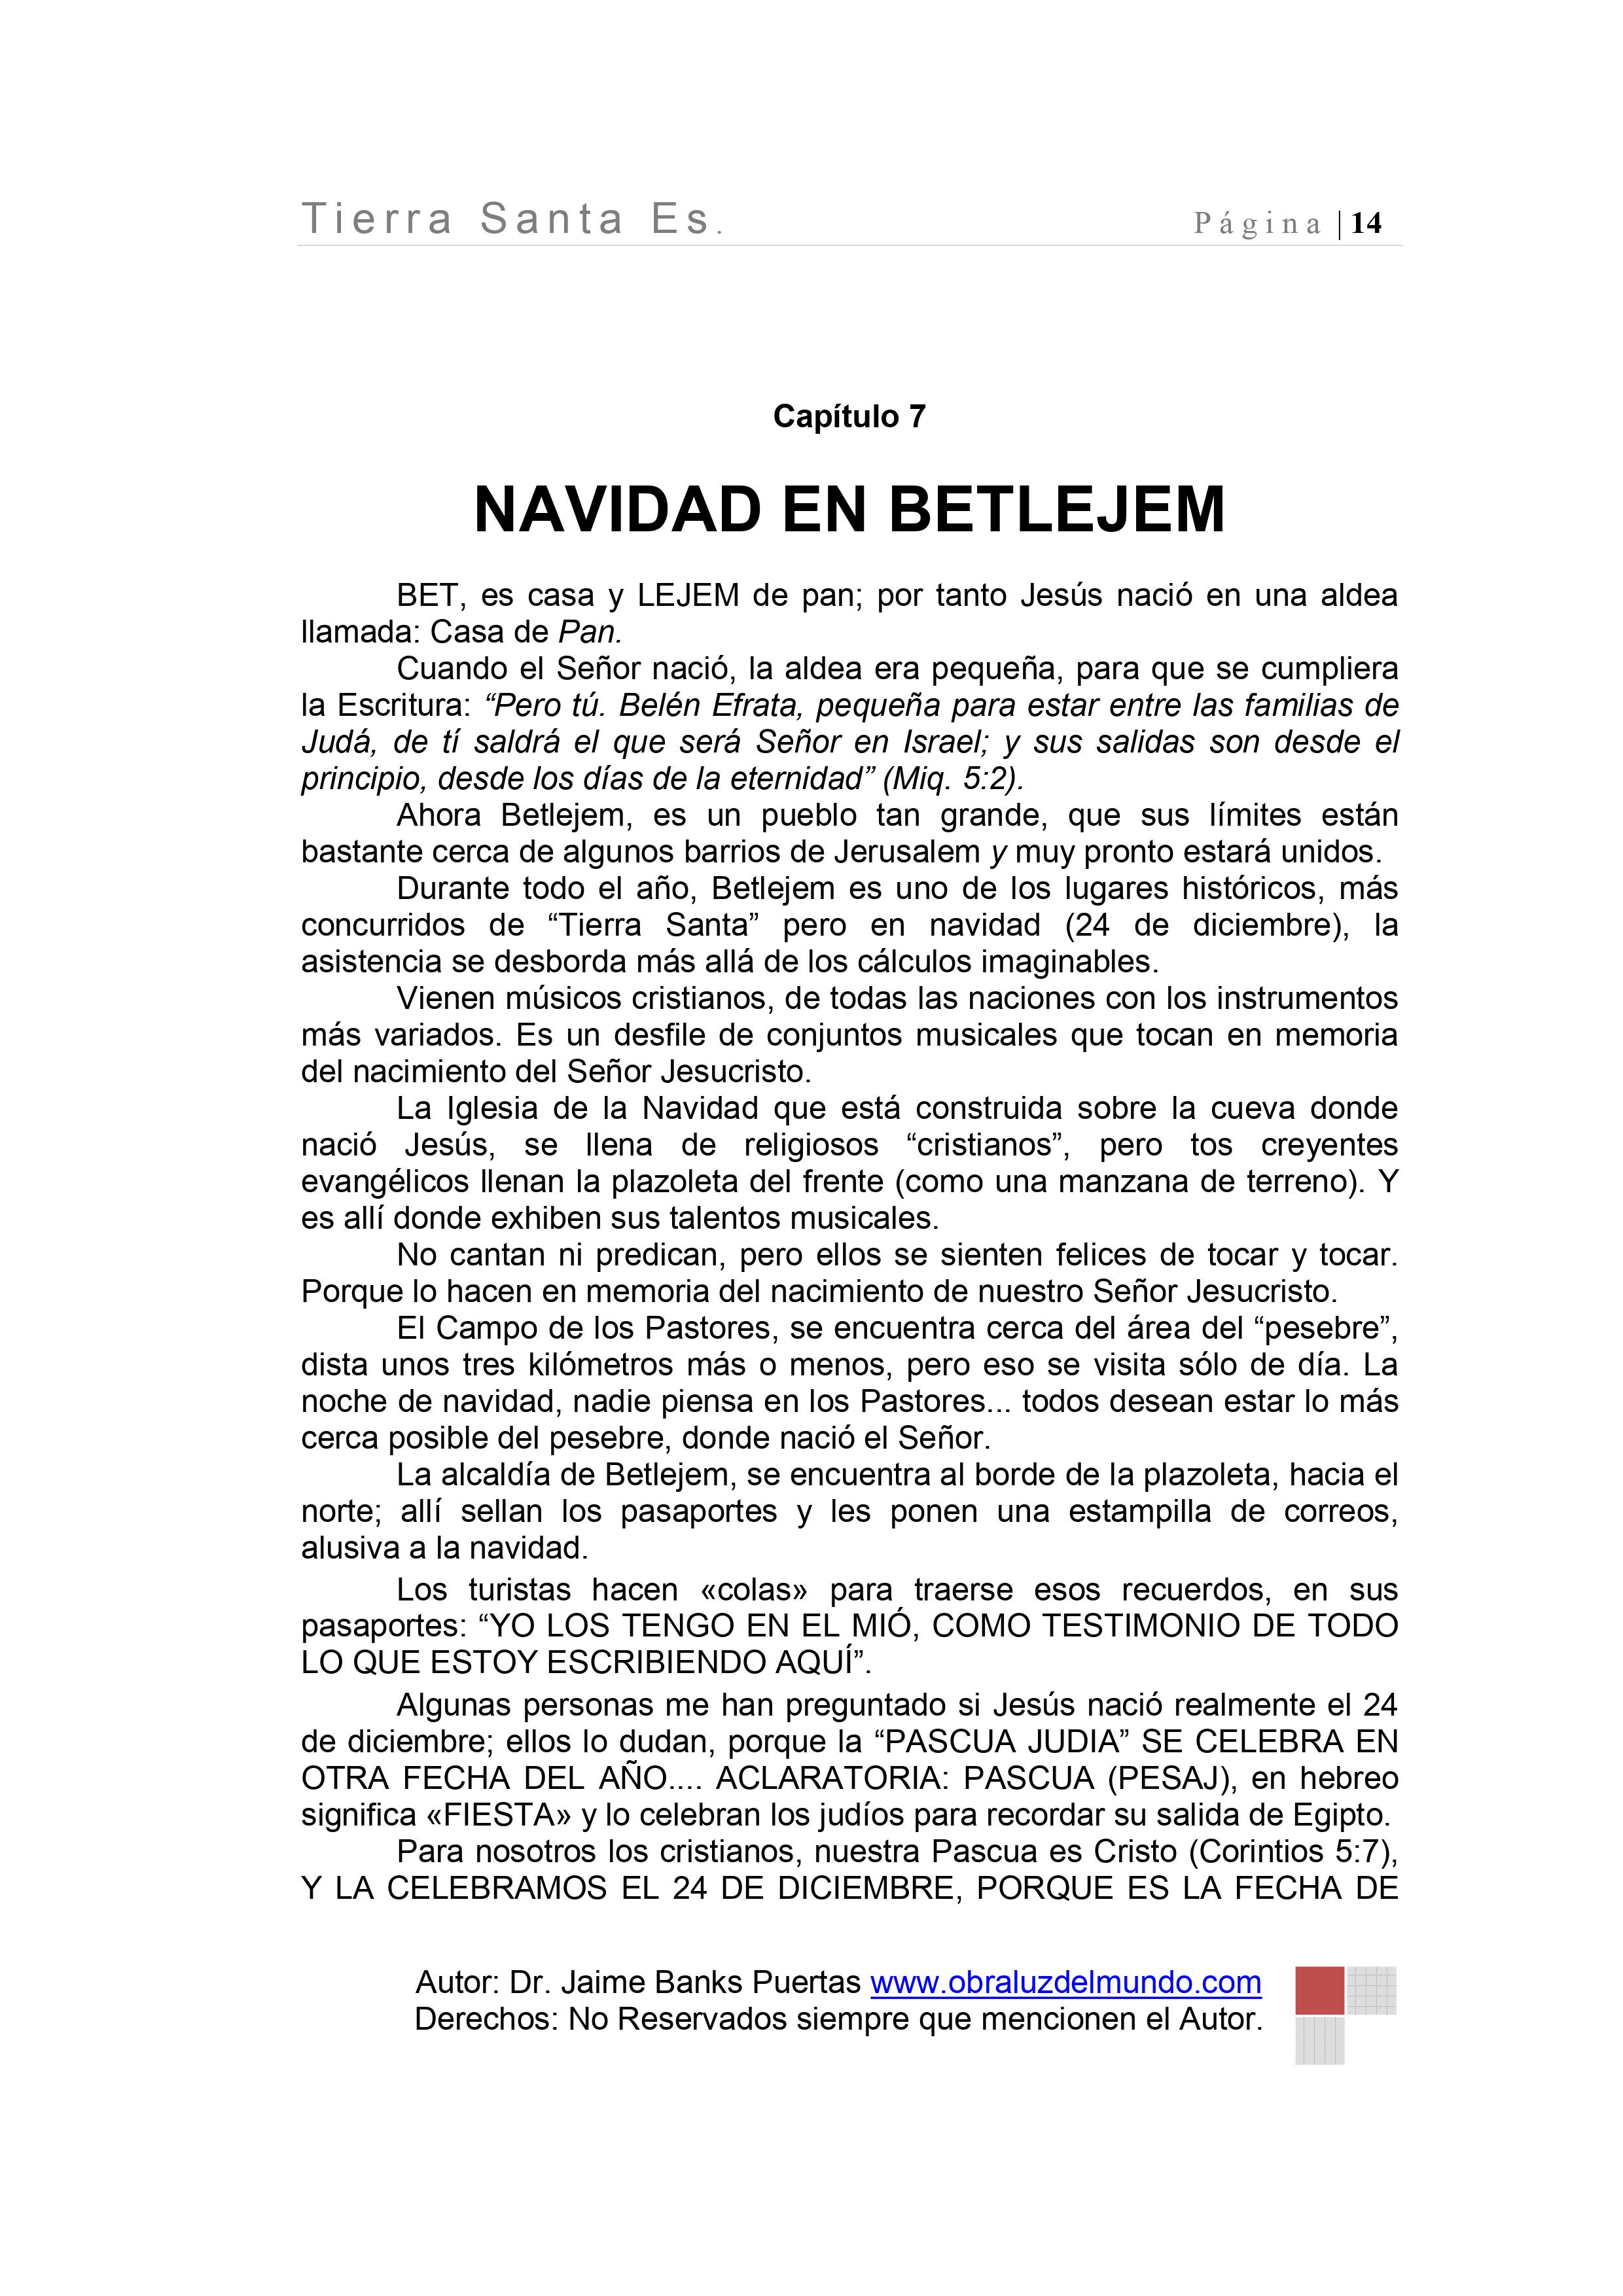 Tierra Santa Es. Página | 14
Capítulo 7
NAVIDAD EN BETLEJEM
BET, es casa y LEJEM de pan; por tanto Jesús nació en una aldea
llamada: Casa de Pan.
Cuando el Señor nació, la aldea era pequeña, para que se cumpliera
la Escritura: “Pero tú. Belén Efrata, pequeña para estar entre las familias de
Judá, de tí saldrá el que será Señor en Israel; y sus salidas son desde el
principio, desde los días de la eternidad” (Miq. 5:2).
Ahora Betlejem, es un pueblo tan grande, que sus límites están
bastante cerca de algunos barrios de Jerusalem y muy pronto estará unidos.
Durante todo el año, Betlejem es uno de los lugares históricos, más
concurridos de “Tierra Santa” pero en navidad (24 de diciembre), la
asistencia se desborda más allá de los cálculos imaginables.
Vienen músicos cristianos, de todas las naciones con los instrumentos
más variados. Es un desfile de conjuntos musicales que tocan en memoria
del nacimiento del Señor Jesucristo.
La Iglesia de la Navidad que está construida sobre la cueva donde
nació Jesús, se llena de religiosos “cristianos”, pero tos creyentes
evangélicos llenan la plazoleta del frente (como una manzana de terreno). Y
es allí donde exhiben sus talentos musicales.
No cantan ni predican, pero ellos se sienten felices de tocar y tocar.
Porque lo hacen en memoria del nacimiento de nuestro Señor Jesucristo.
El Campo de los Pastores, se encuentra cerca del área del “pesebre”,
dista unos tres kilómetros más o menos, pero eso se visita sólo de día. La
noche de navidad, nadie piensa en los Pastores... todos desean estar lo más
cerca posible del pesebre, donde nació el Señor.
La alcaldía de Betlejem, se encuentra al borde de la plazoleta, hacia el
norte; allí sellan los pasaportes y les ponen una estampilla de correos,
alusiva a la navidad.
Los turistas hacen «colas» para traerse esos recuerdos, en sus
pasaportes: “YO LOS TENGO EN EL MIÓ, COMO TESTIMONIO DE TODO
LO QUE ESTOY ESCRIBIENDO AQUÍ”.
Algunas personas me han preguntado si Jesús nació realmente el 24
de diciembre; ellos lo dudan, porque la “PASCUA JUDIA” SE CELEBRA EN
OTRA FECHA DEL AÑO.... ACLARATORIA: PASCUA (PESAJ), en hebreo
significa «FIESTA» y lo celebran los judíos para recordar su salida de Egipto.
Para nosotros los cristianos, nuestra Pascua es Cristo (Corintios 5:7),
Y LA CELEBRAMOS EL 24 DE DICIEMBRE, PORQUE ES LA FECHA DE
Autor: Dr. Jaime Banks Puertas www.obraluzdelmundo.com
Derechos: No Reservados siempre que mencionen el Autor.